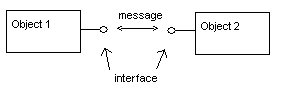 message
Object 1
Object 2
interface